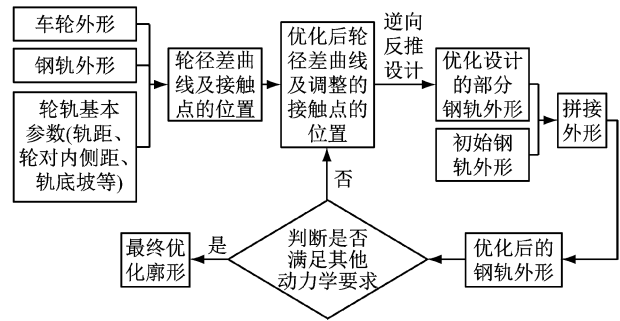 车轮外形
钢轨外形
轮轨基本
参数(轨距、
轮对内侧距、
轨底坡等)
轮径差曲
线及接触
点的位置
优化后轮
径差曲线
及调整的
接触点的
位置
逆向
反推
设计
优化设计
的部分
钢轨外形
初始钢
轨外形
拼接
外形
优化后的
钢轨外形
判断是否
满足其他
动力学要求
否
是
最终优
化廓形